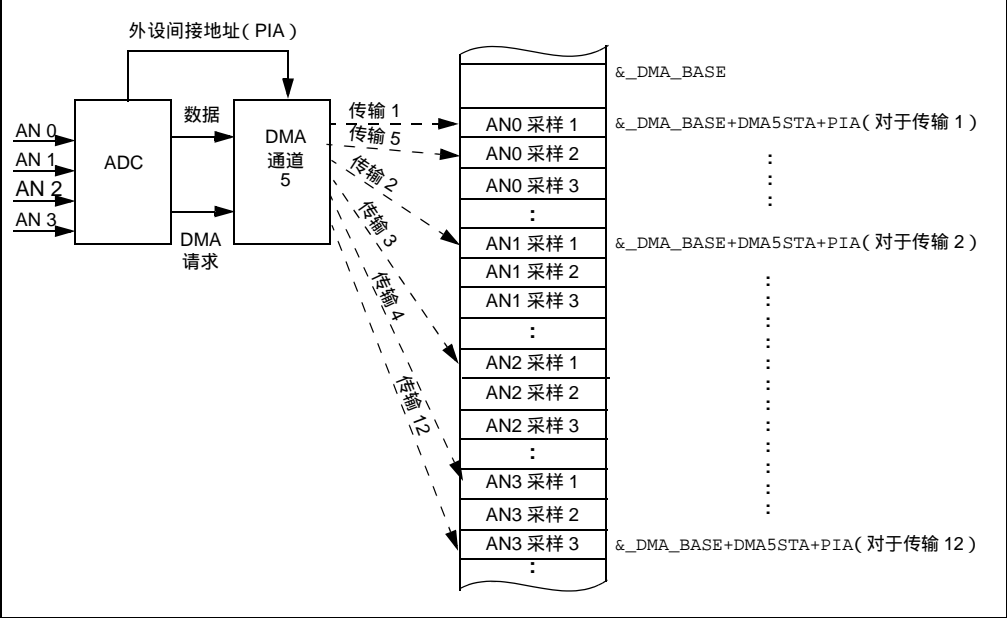 外设间接地址（PIA）
AN 0
AN 1
AN 2
AN 3
ADC
数据
DMA
请求
DMA
通道
5
传输 1
传输 5
传输 2
传输 3
传输 4
传输 12
AN0 采样 1
AN0 采样 2
AN0 采样 3
:
AN1 采样 1
AN1 采样 2
AN1 采样 3
:
AN2 采样 1
AN2 采样 2
AN2 采样 3
:
AN3 采样 1
AN3 采样 2
AN3 采样 3
:
&_DMA_BASE
&_DMA_BASE+DMA5STA+PIA（对于传输 1）
&_DMA_BASE+DMA5STA+PIA（对于传输 2）
&_DMA_BASE+DMA5STA+PIA（对于传输 12）